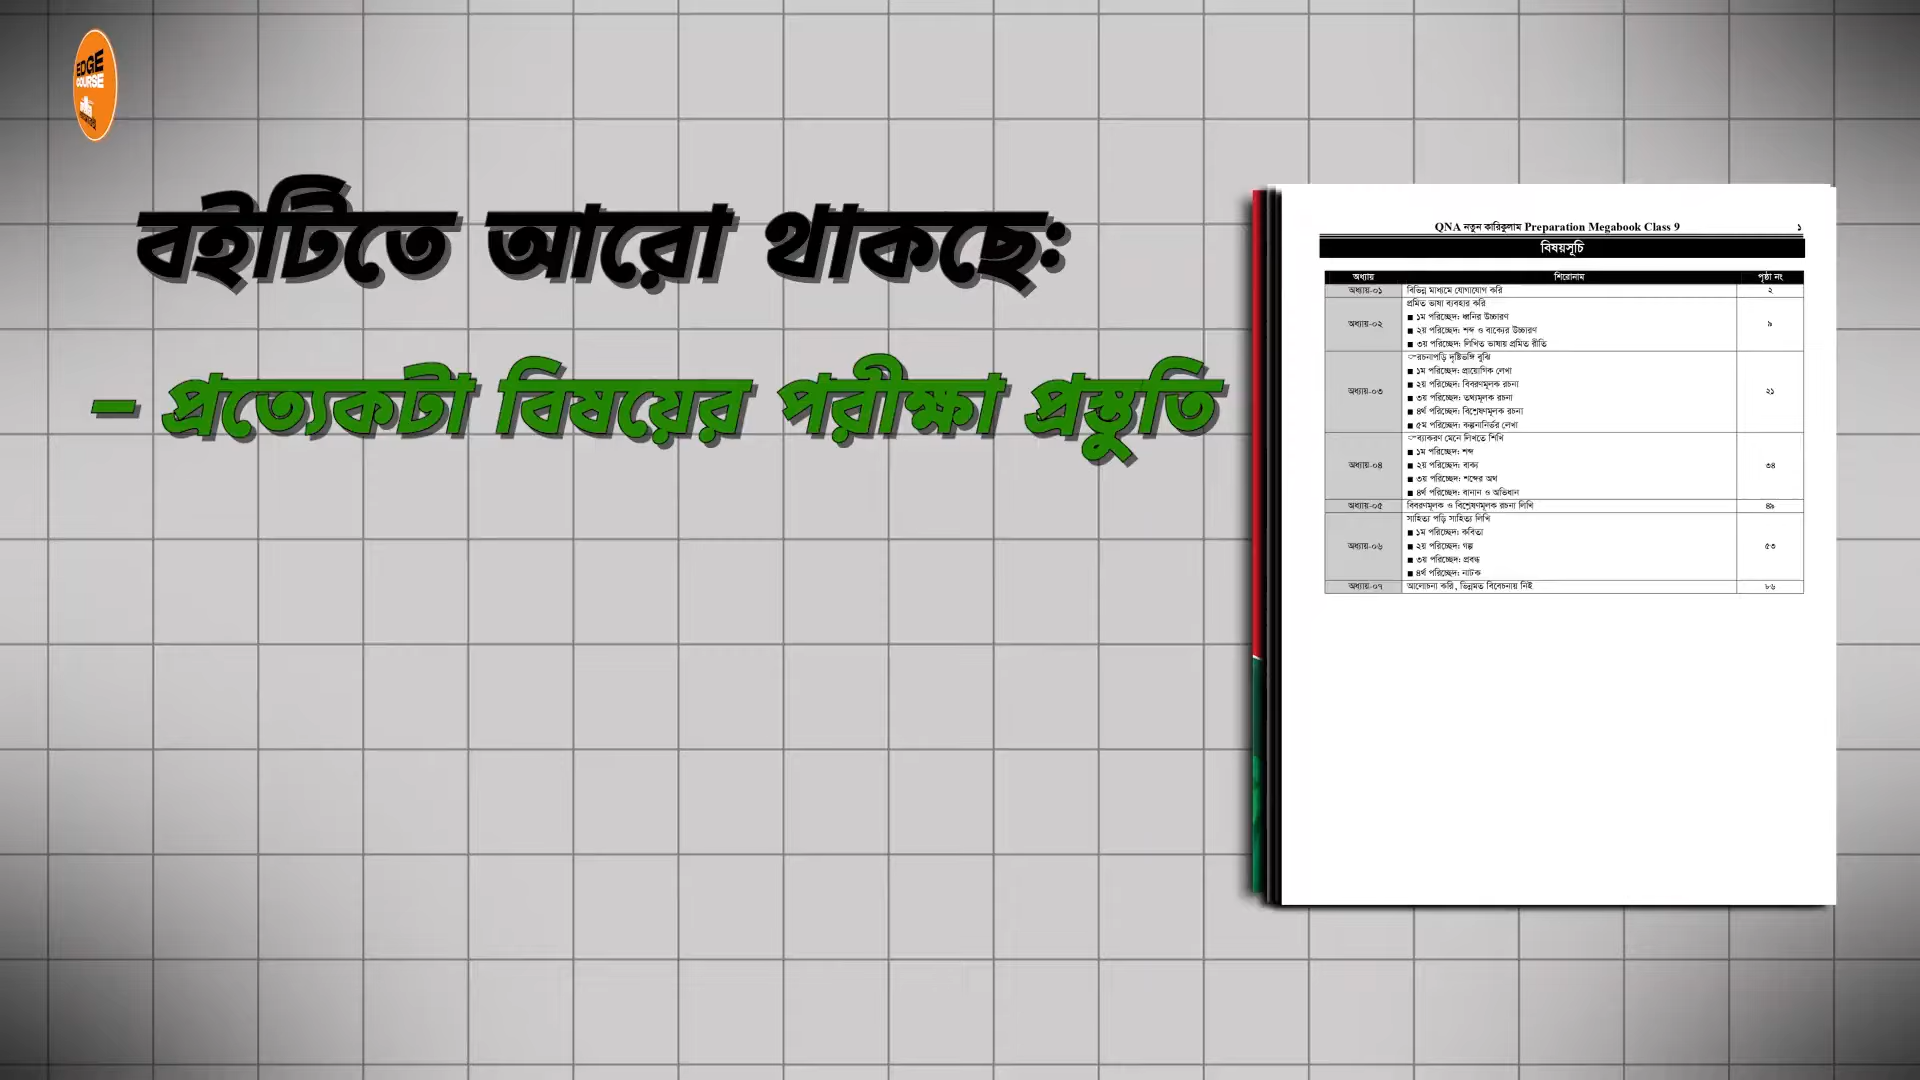 EDGE
COURSE
বইটিতে আরো থাকছে:
– প্রত্যেকটা বিষয়ের পরীক্ষা প্রস্তুতি
QNA নতুন কারিকুলাম Preparation Megabook Class 9 ১
বিষয়সূচি
অধ্যায় শিরোনাম পৃষ্ঠা নং
অধ্যায়-০১ বিভিন্ন মাধ্যমে যোগাযোগ করি ২
প্রমিত ভাষা ব্যবহার করি
■ ১ম পরিচ্ছেদ: ধ্বনির উচ্চারণ
অধ্যায়-০২ ■ ২য় পরিচ্ছেদ: শব্দ ও বাক্যের উচ্চারণ ৯
■ ৩য় পরিচ্ছেদ: লিখিত ভাষায় প্রমিত রীতি
রচনাপড়ি দৃষ্টিভঙ্গি বুঝি
■ ১ম পরিচ্ছেদ: প্রায়োগিক লেখা
■ ২য় পরিচ্ছেদ: বিবরণমূলক রচনা
অধ্যায়-০৩ ■ ৩য় পরিচ্ছেদ: তথ্যমূলক রচনা ২১
■ ৪র্থ পরিচ্ছেদ: বিশ্লেষণমূলক রচনা
■ ৫ম পরিচ্ছেদ: কল্পনানির্ভর লেখা
ব্যাকরণ মেনে লিখতে শিখি
■ ১ম পরিচ্ছেদ: শব্দ
অধ্যায়-০৪ ■ ২য় পরিচ্ছেদ: বাক্য ৩৪
■ ৩য় পরিচ্ছেদ: শব্দের অর্থ
■ ৪র্থ পরিচ্ছেদ: বানান ও অভিধান
অধ্যায়-০৫ বিবরণমূলক ও বিশ্লেষণমূলক রচনা লিখি ৪৯
সাহিত্য পড়ি সাহিত্য লিখি
■ ১ম পরিচ্ছেদ: কবিতা
অধ্যায়-০৬ ■ ২য় পরিচ্ছেদ: গল্প ৫৩
■ ৩য় পরিচ্ছেদ: প্রবন্ধ
■ ৪র্থ পরিচ্ছেদ: নাটক
অধ্যায়-০৭ আলোচনা করি, ভিন্নমত বিবেচনায় নিই ৮৬